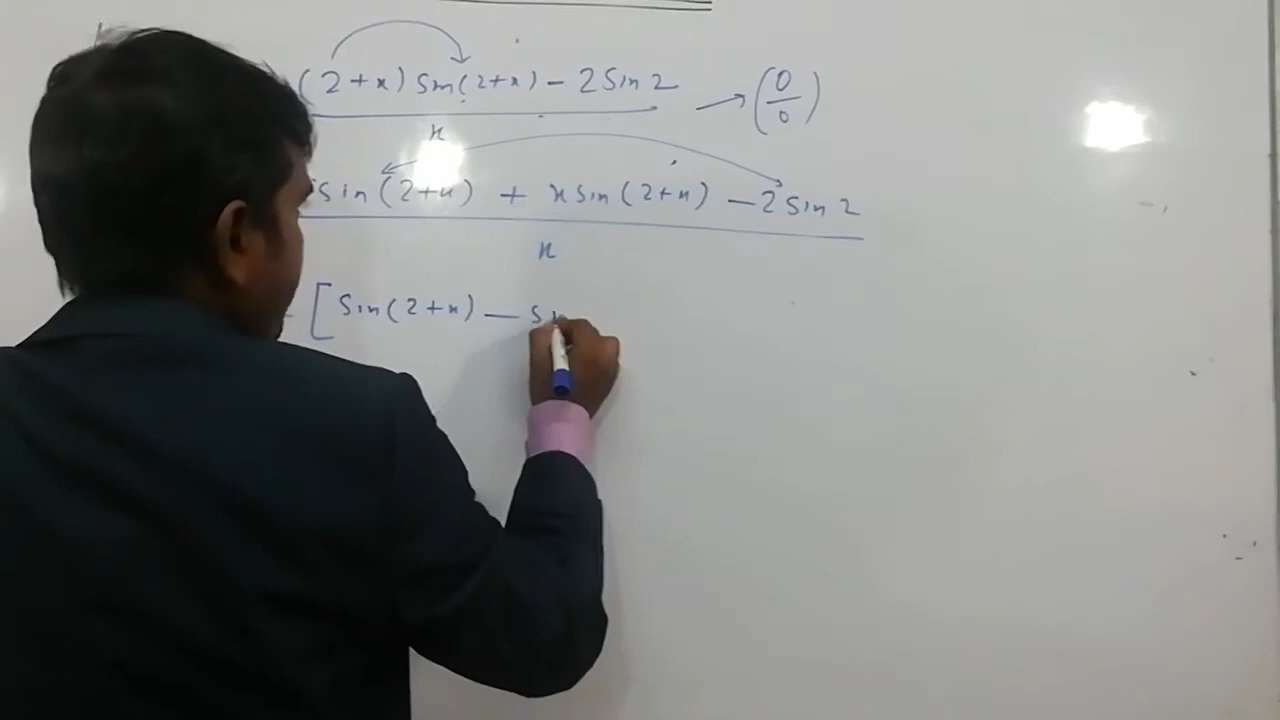 (2+x) Sin(2+x) - 2 Sin 2 → (0/0)
x
sin(2+x) + x sin(2+x) - 2 Sin 2
x
[Sin(2+x) -